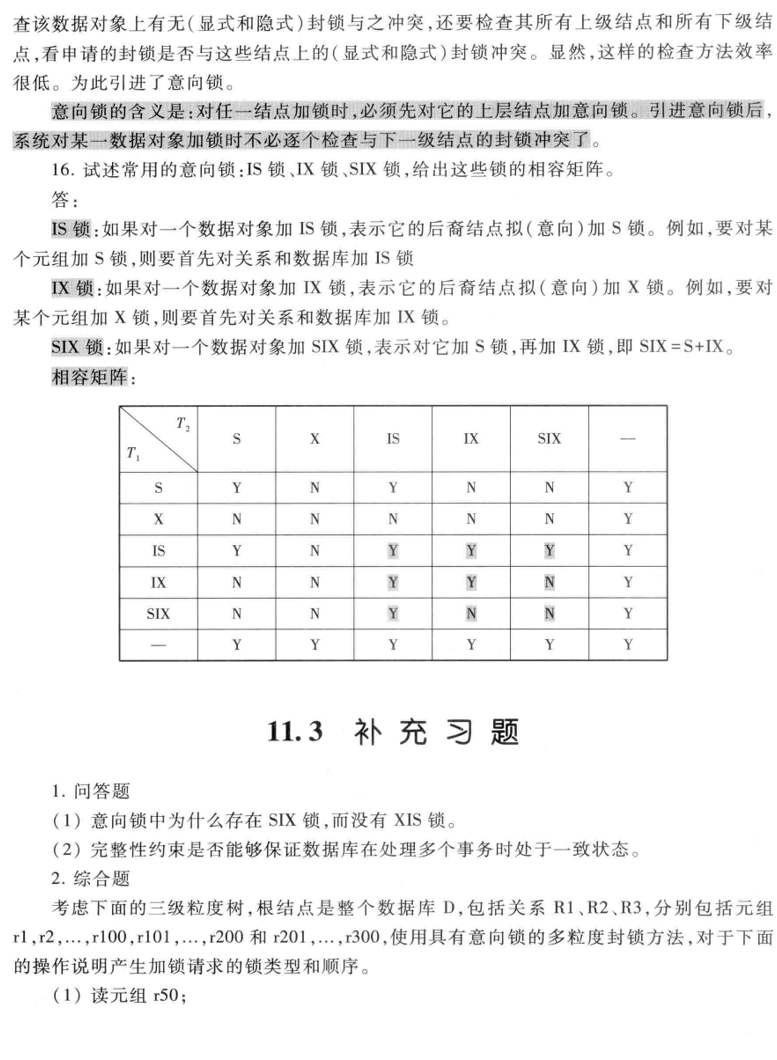 查该数据对象上有无(显式和隐式)封锁与之冲突,还要检查其所有上级结点和所有下级结
点,看申请的封锁是否与这些结点上的(显式和隐式)封锁冲突。显然,这样的检查方法效率
很低。为此引进了意向锁。
意向锁的含义是:对任一结点加锁时,必须先对它的上层结点加意向锁。引进意向锁后,
系统对某一数据对象加锁时不必逐个检查与下一级结点的封锁冲突了。
16. 试述常用的意向锁:IS 锁、IX 锁、SIX 锁,给出这些锁的相容矩阵。
答:
IS 锁:如果对一个数据对象加 IS 锁,表示它的后裔结点拟(意向)加 S 锁。例如,要对某
个元组加 S 锁,则要首先对关系和数据库加 IS 锁
IX 锁:如果对一个数据对象加 IX 锁,表示它的后裔结点拟(意向)加 X 锁。例如,要对
某个元组加 X 锁,则要首先对关系和数据库加 IX 锁。
SIX 锁:如果对一个数据对象加 SIX 锁,表示对它加 S 锁,再加 IX 锁,即 SIX=S+IX。
相容矩阵:
T1 T2 S X IS IX SIX —
S Y N Y N N Y
X N N N N N Y
IS Y N Y Y Y Y
IX N N Y Y N Y
SIX N N Y N N Y
— Y Y Y Y Y Y
11.3 补充习题
1. 问答题
(1) 意向锁中为什么存在 SIX 锁,而没有 XIS 锁。
(2) 完整性约束是否能够保证数据库在处理多个事务时处于一致状态。
2. 综合题
考虑下面的三级粒度树,根结点是整个数据库 D,包括关系 R1、R2、R3,分别包括元组
r1,r2,…,r100,r101,…,r200 和 r201,…,r300,使用具有意向锁的多粒度封锁方法,对于下面
的操作说明产生加锁请求的锁类型和顺序。
(1) 读元组 r50;